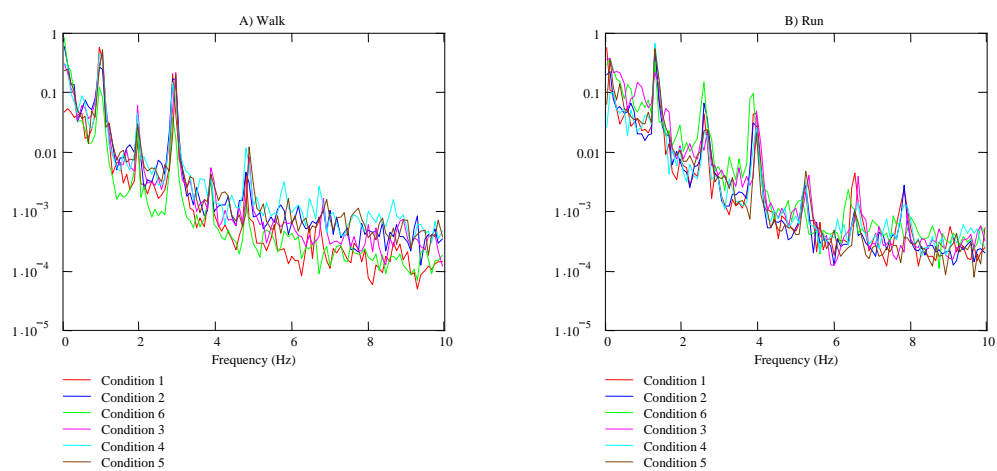 A) Walk
1
0.1
0.01
1·10⁻³
1·10⁻⁴
1·10⁻⁵
0 2 4 6 8 10
Frequency (Hz)
Condition 1
Condition 2
Condition 6
Condition 3
Condition 4
Condition 5
B) Run
1
0.1
0.01
1·10⁻³
1·10⁻⁴
1·10⁻⁵
0 2 4 6 8 10
Frequency (Hz)
Condition 1
Condition 2
Condition 6
Condition 3
Condition 4
Condition 5